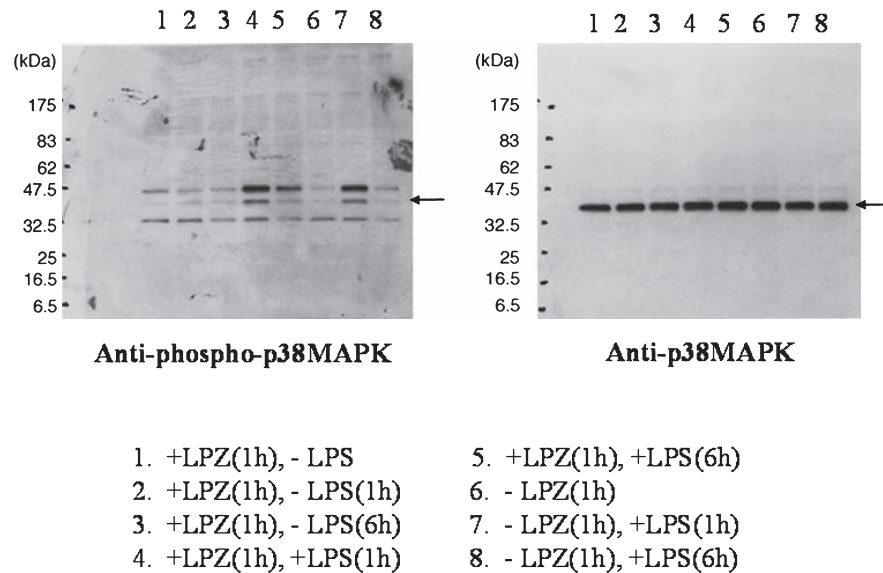 1 2 3 4 5 6 7 8
(kDa)
175
83
62
47.5
32.5
25
16.5
6.5
Anti-phospho-p38MAPK
1 2 3 4 5 6 7 8
(kDa)
175
83
62
47.5
32.5
25
16.5
6.5
Anti-p38MAPK
1. +LPZ(1h), - LPS
2. +LPZ(1h), - LPS(1h)
3. +LPZ(1h), - LPS(6h)
4. +LPZ(1h), +LPS(1h)
5. +LPZ(1h), +LPS(6h)
6. - LPZ(1h)
7. - LPZ(1h), +LPS(1h)
8. - LPZ(1h), +LPS(6h)